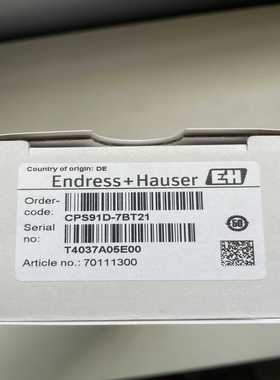 Country of origin: DE
Endress+Hauser EH
Order-
code: CPS91D-7BT21
Serial
no: T4037A05E00
Article no.: 70111300